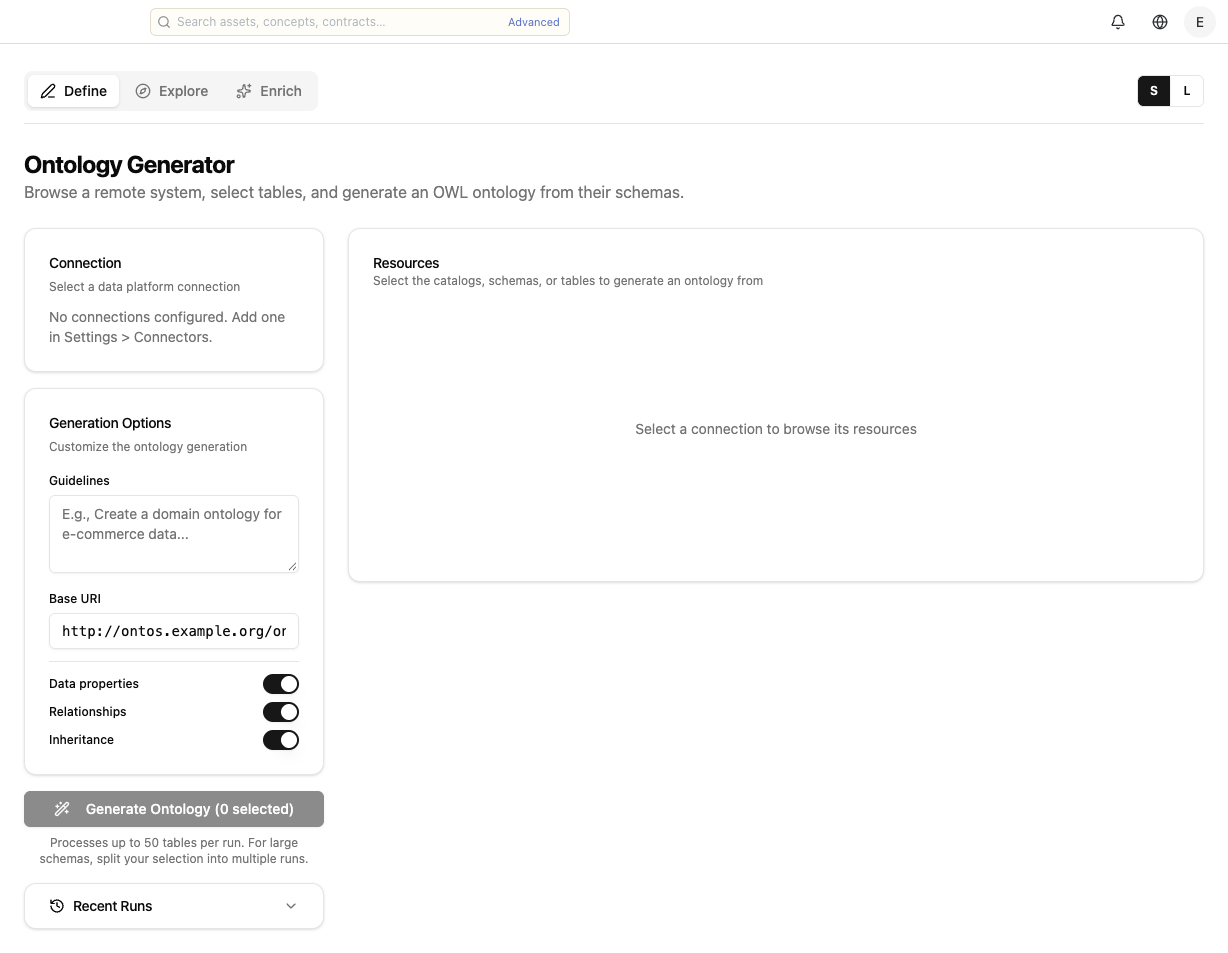 Search assets, concepts, contracts... Advanced
E
Define Explore Enrich
S L
Ontology Generator
Browse a remote system, select tables, and generate an OWL ontology from their schemas.
Connection
Select a data platform connection
No connections configured. Add one
in Settings > Connectors.
Generation Options
Customize the ontology generation
Guidelines
E.g., Create a domain ontology for
e-commerce data...
Base URI
http://ontos.example.org/on
Data properties
Relationships
Inheritance
Generate Ontology (0 selected)
Processes up to 50 tables per run. For large
schemas, split your selection into multiple runs.
Recent Runs
Resources
Select the catalogs, schemas, or tables to generate an ontology from
Select a connection to browse its resources